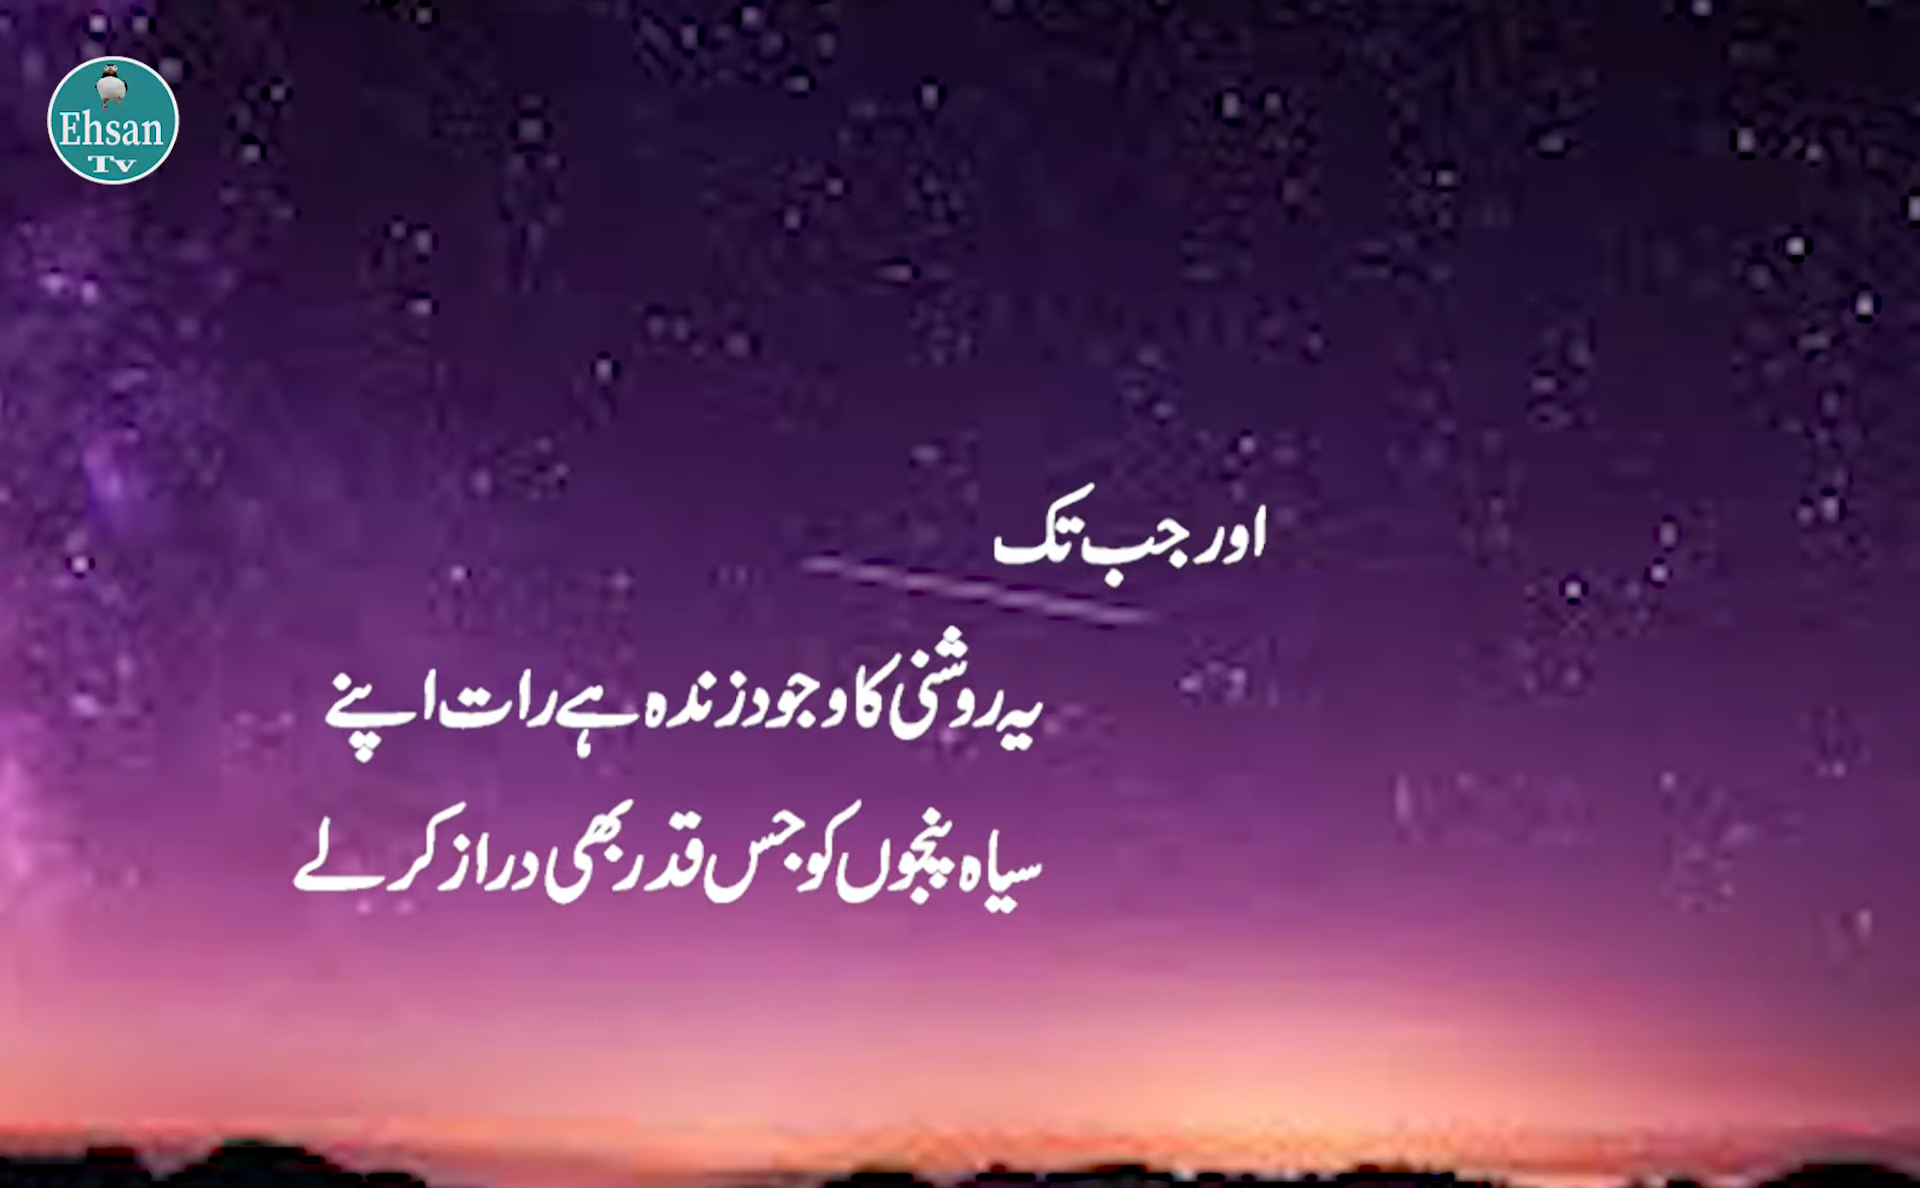 Ehsan
Tv
اور جب تک
یہ روشنی کا وجود زندہ ہے رات اپنے
سیاہ پنجوں کو جس قدر بھی دراز کر لے